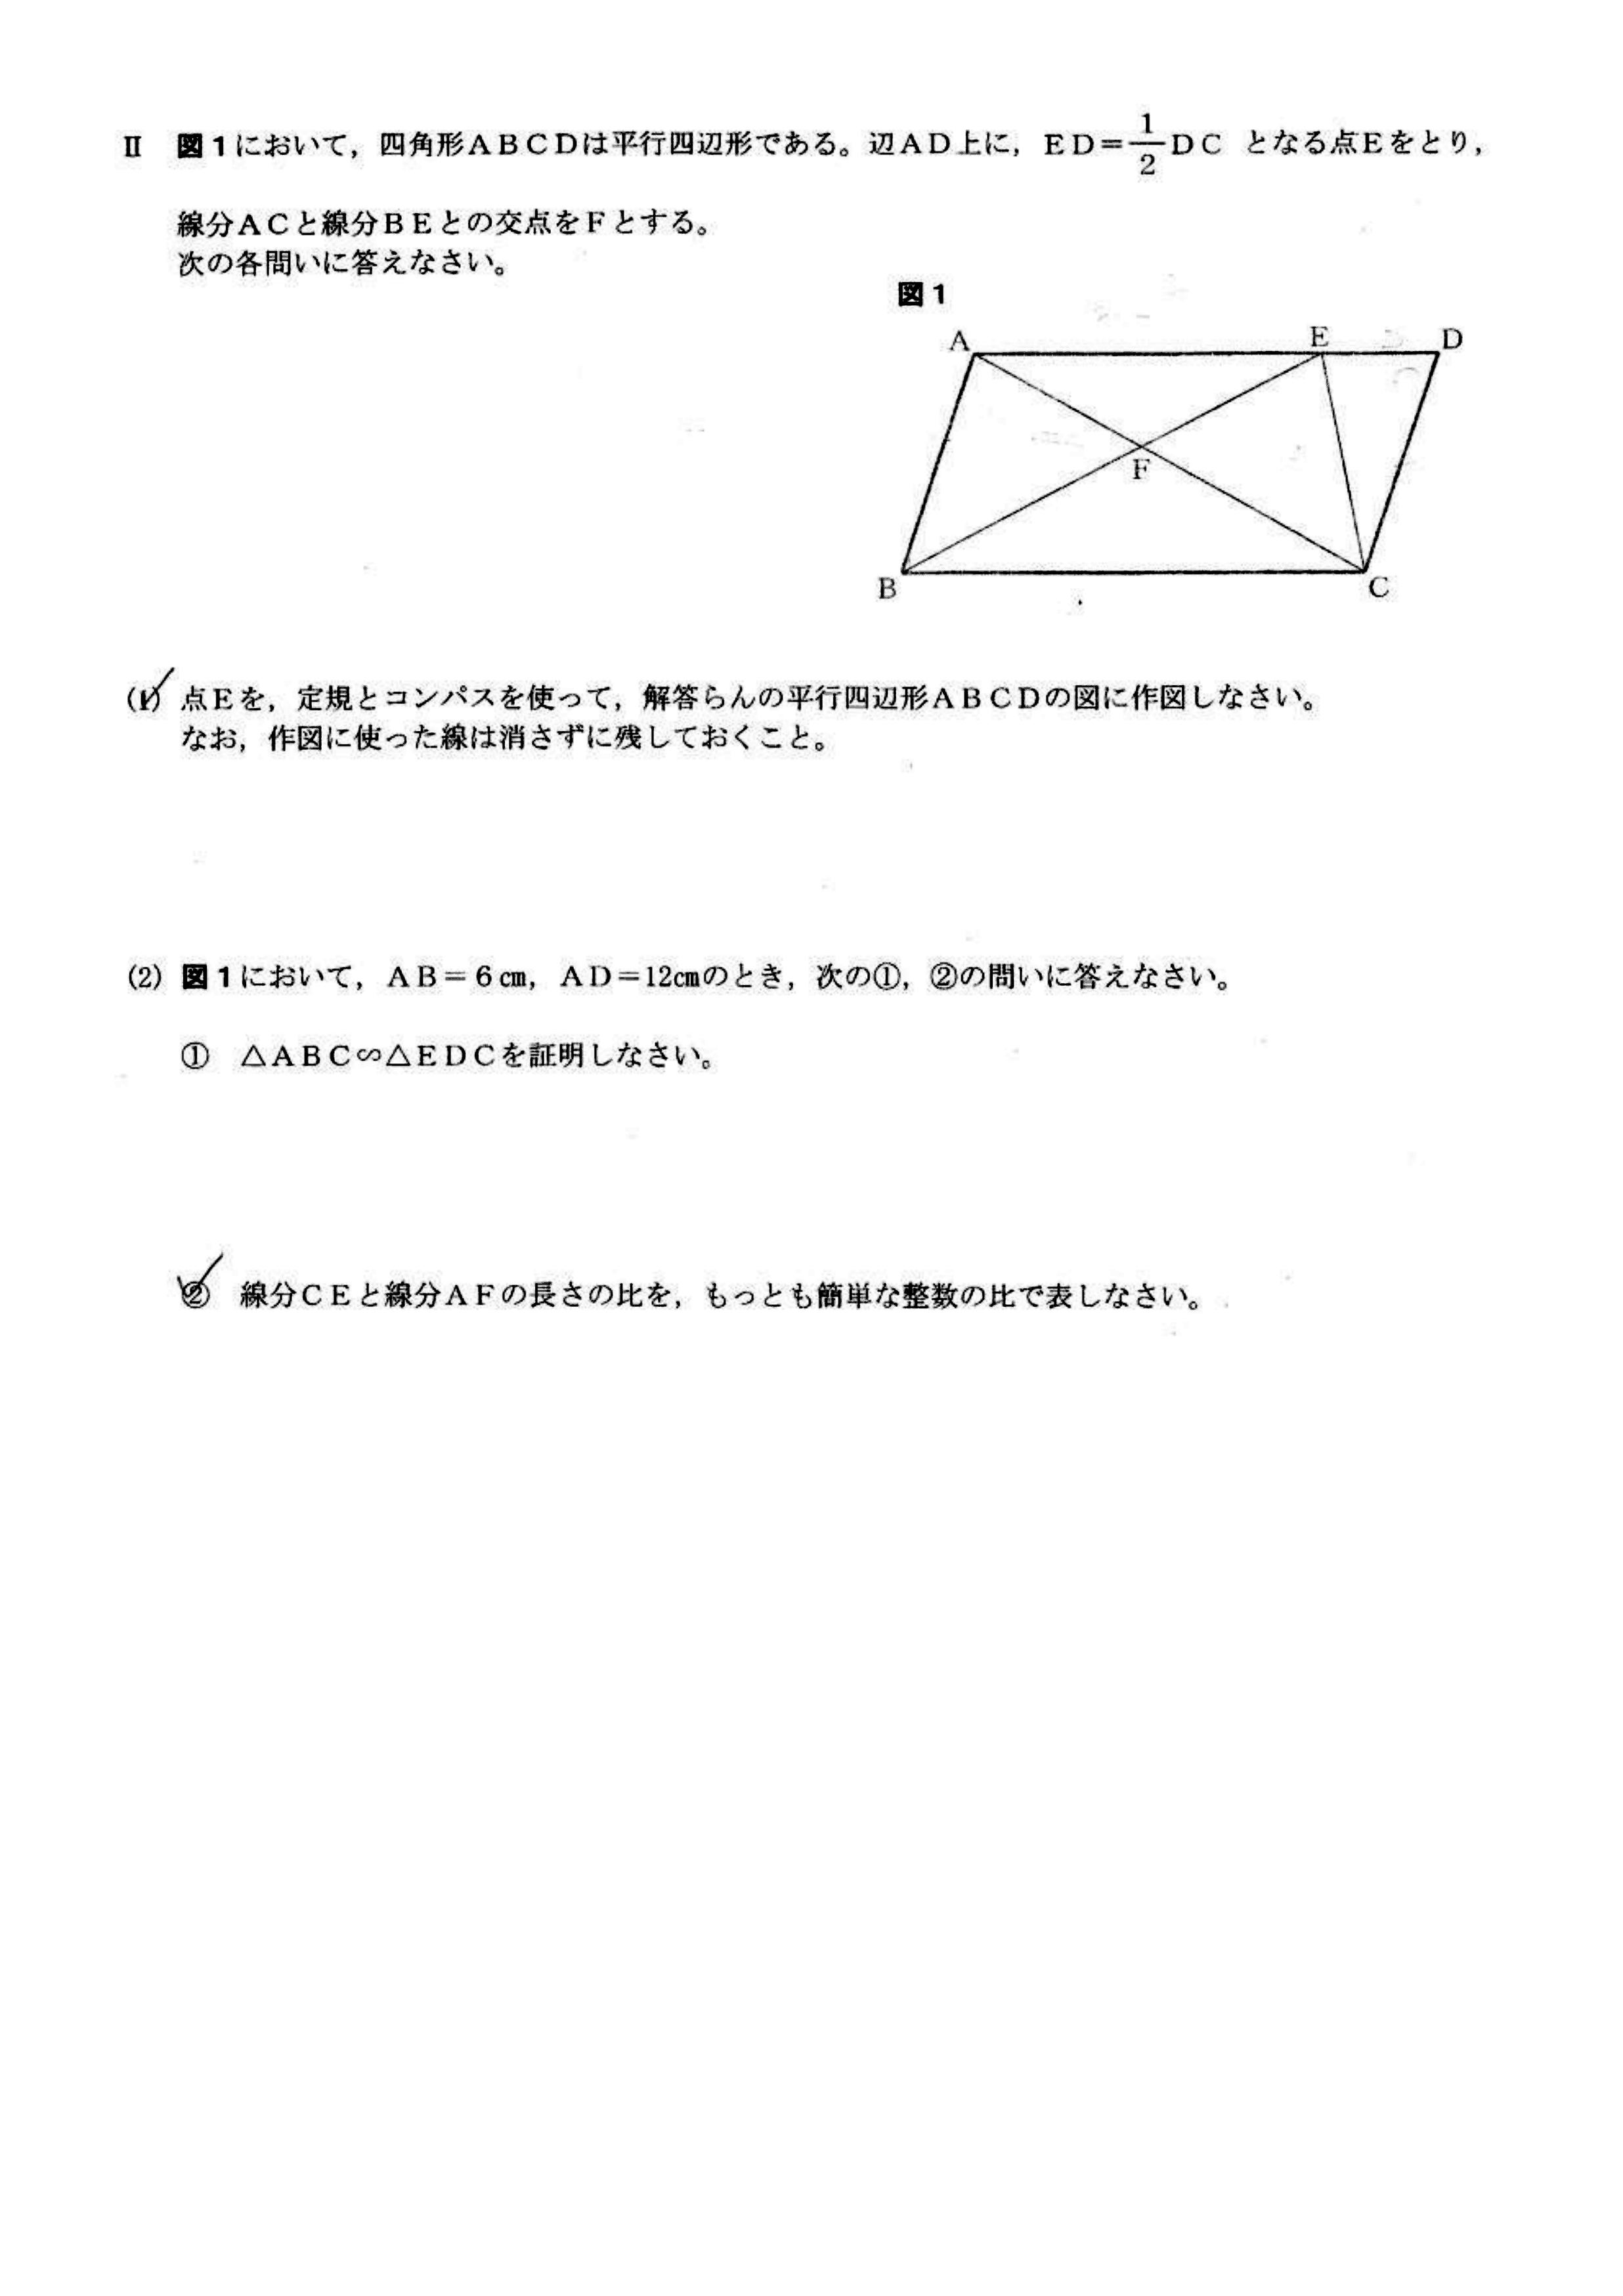 Ⅱ 図1において，四角形ＡＢＣＤは平行四辺形である。辺ＡＤ上に，ＥＤ＝1/2ＤＣ となる点Ｅをとり，
線分ＡＣと線分ＢＥとの交点をＦとする。
次の各問いに答えなさい。
図1
A E D
F
B C
(1) 点Ｅを，定規とコンパスを使って，解答らんの平行四辺形ＡＢＣＤの図に作図しなさい。
なお，作図に使った線は消さずに残しておくこと。
(2) 図1において，ＡＢ＝6㎝，ＡＤ＝12㎝のとき，次の①，②の問いに答えなさい。
① △ＡＢＣ∽△ＥＤＣを証明しなさい。
② 線分ＣＥと線分ＡＦの長さの比を，もっとも簡単な整数の比で表しなさい。